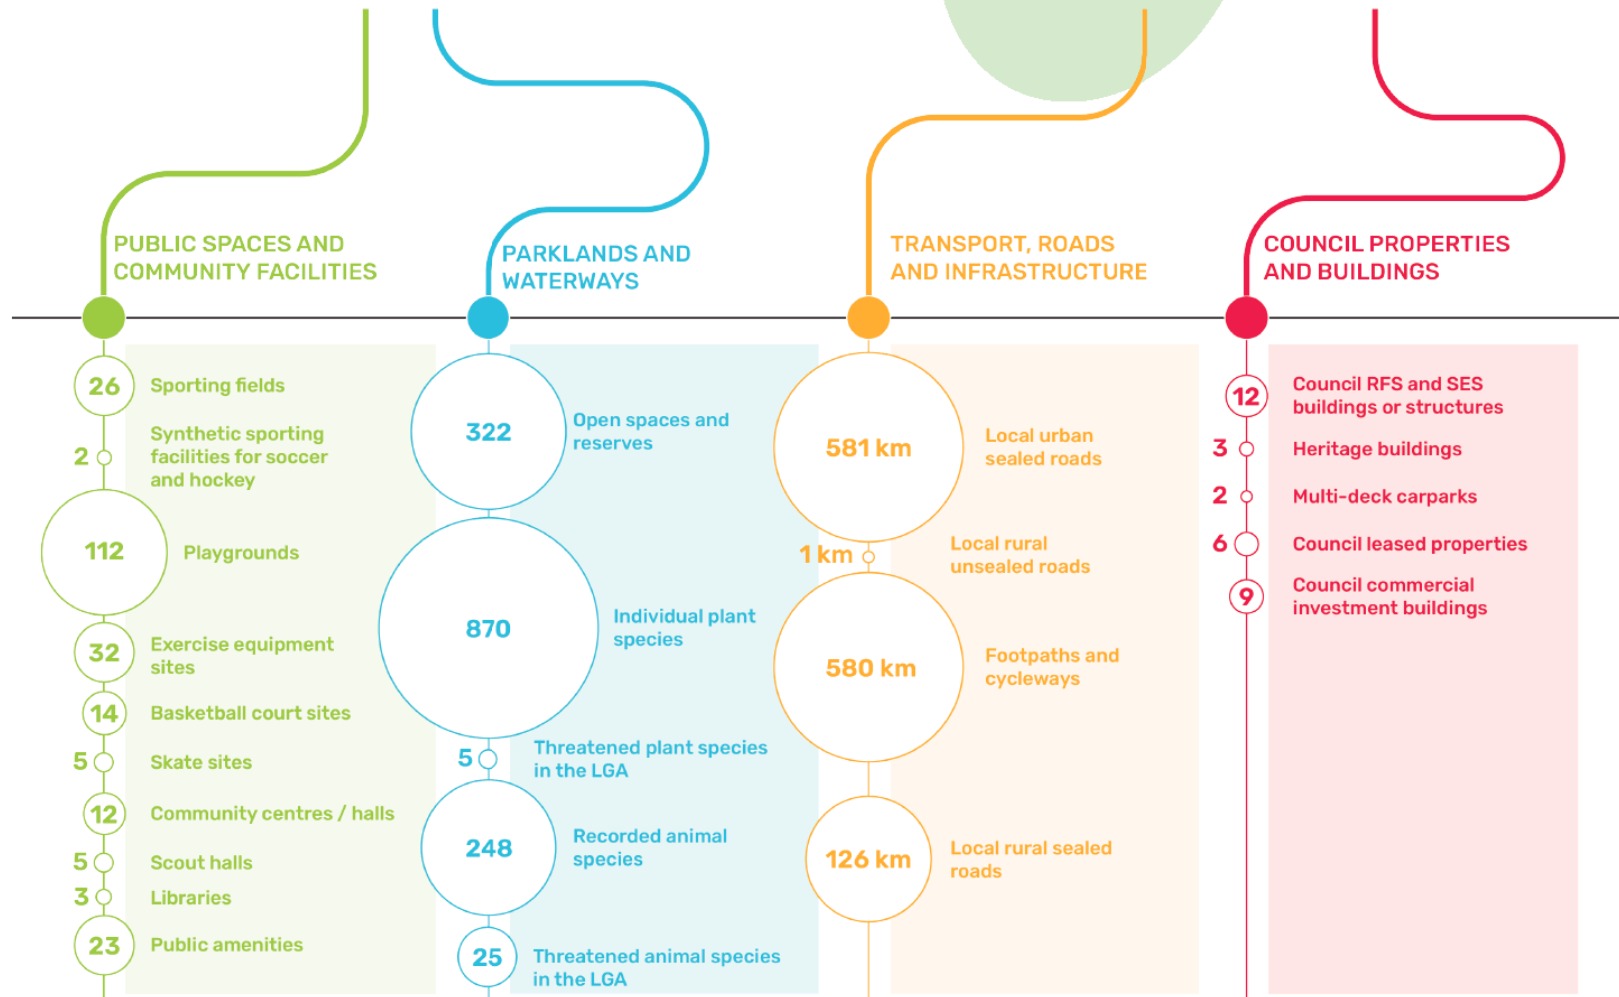 PUBLIC SPACES AND
COMMUNITY FACILITIES
26
Sporting fields
2
Synthetic sporting
facilities for soccer
and hockey
112
Playgrounds
32
Exercise equipment
sites
14
Basketball court sites
5
Skate sites
12
Community centres / halls
5
Scout halls
3
Libraries
23
Public amenities
PARKLANDS AND
WATERWAYS
322
Open spaces and
reserves
870
Individual plant
species
5
Threatened plant species
in the LGA
248
Recorded animal
species
25
Threatened animal species
in the LGA
TRANSPORT, ROADS
AND INFRASTRUCTURE
581 km
Local urban
sealed roads
1 km
Local rural
unsealed roads
580 km
Footpaths and
cycleways
126 km
Local rural sealed
roads
COUNCIL PROPERTIES
AND BUILDINGS
12
Council RFS and SES
buildings or structures
3
Heritage buildings
2
Multi-deck carparks
6
Council leased properties
9
Council commercial
investment buildings